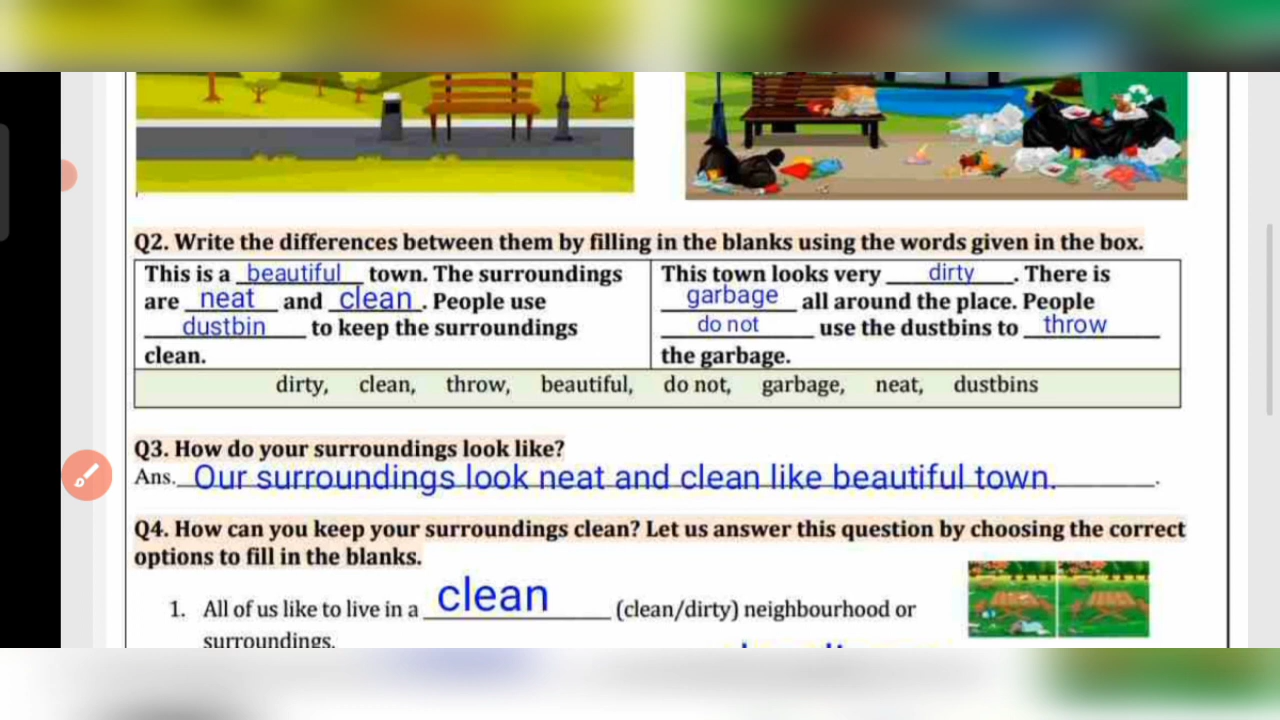 Q2. Write the differences between them by filling in the blanks using the words given in the box.
This is a beautiful town. The surroundings
are neat and clean. People use
dustbin to keep the surroundings
clean.
This town looks very dirty. There is
garbage all around the place. People
do not use the dustbins to throw
the garbage.
dirty, clean, throw, beautiful, do not, garbage, neat, dustbins
Q3. How do your surroundings look like?
Ans. Our surroundings look neat and clean like beautiful town. .
Q4. How can you keep your surroundings clean? Let us answer this question by choosing the correct
options to fill in the blanks.
1. All of us like to live in a clean (clean/dirty) neighbourhood or
surroundings.